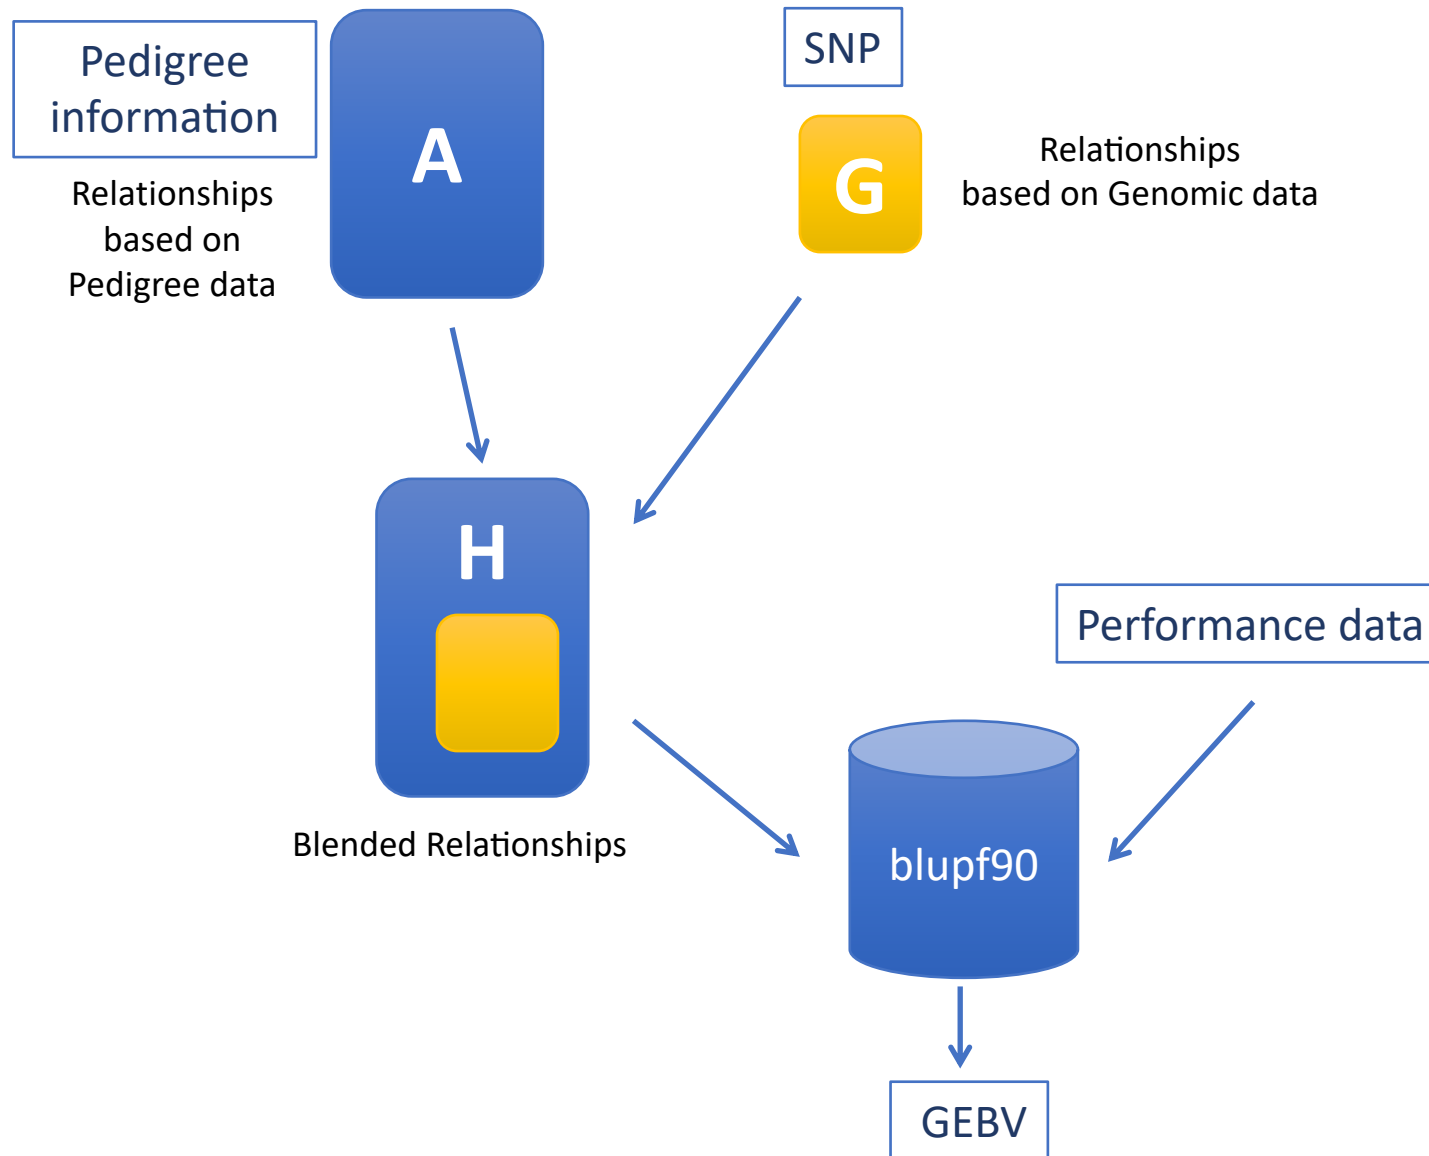 Pedigree
information
A
Relationships
based on
Pedigree data
SNP
G
Relationships
based on Genomic data
H
Blended Relationships
Performance data
blupf90
GEBV